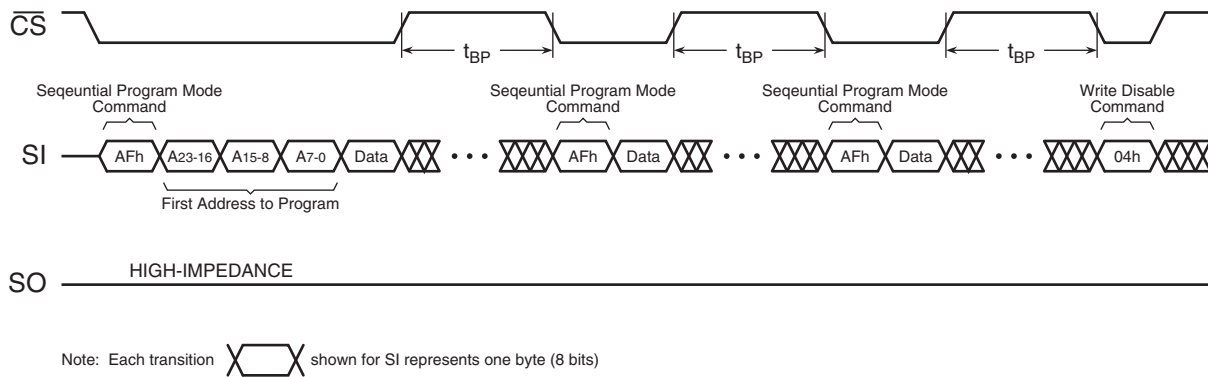 CS
tBP tBP tBP
Seqeuntial Program Mode Command
Seqeuntial Program Mode Command
Seqeuntial Program Mode Command
Write Disable Command
SI AFh A23-16 A15-8 A7-0 Data • • • AFh Data • • • AFh Data • • • 04h
First Address to Program
HIGH-IMPEDANCE
SO
Note: Each transition shown for SI represents one byte (8 bits)